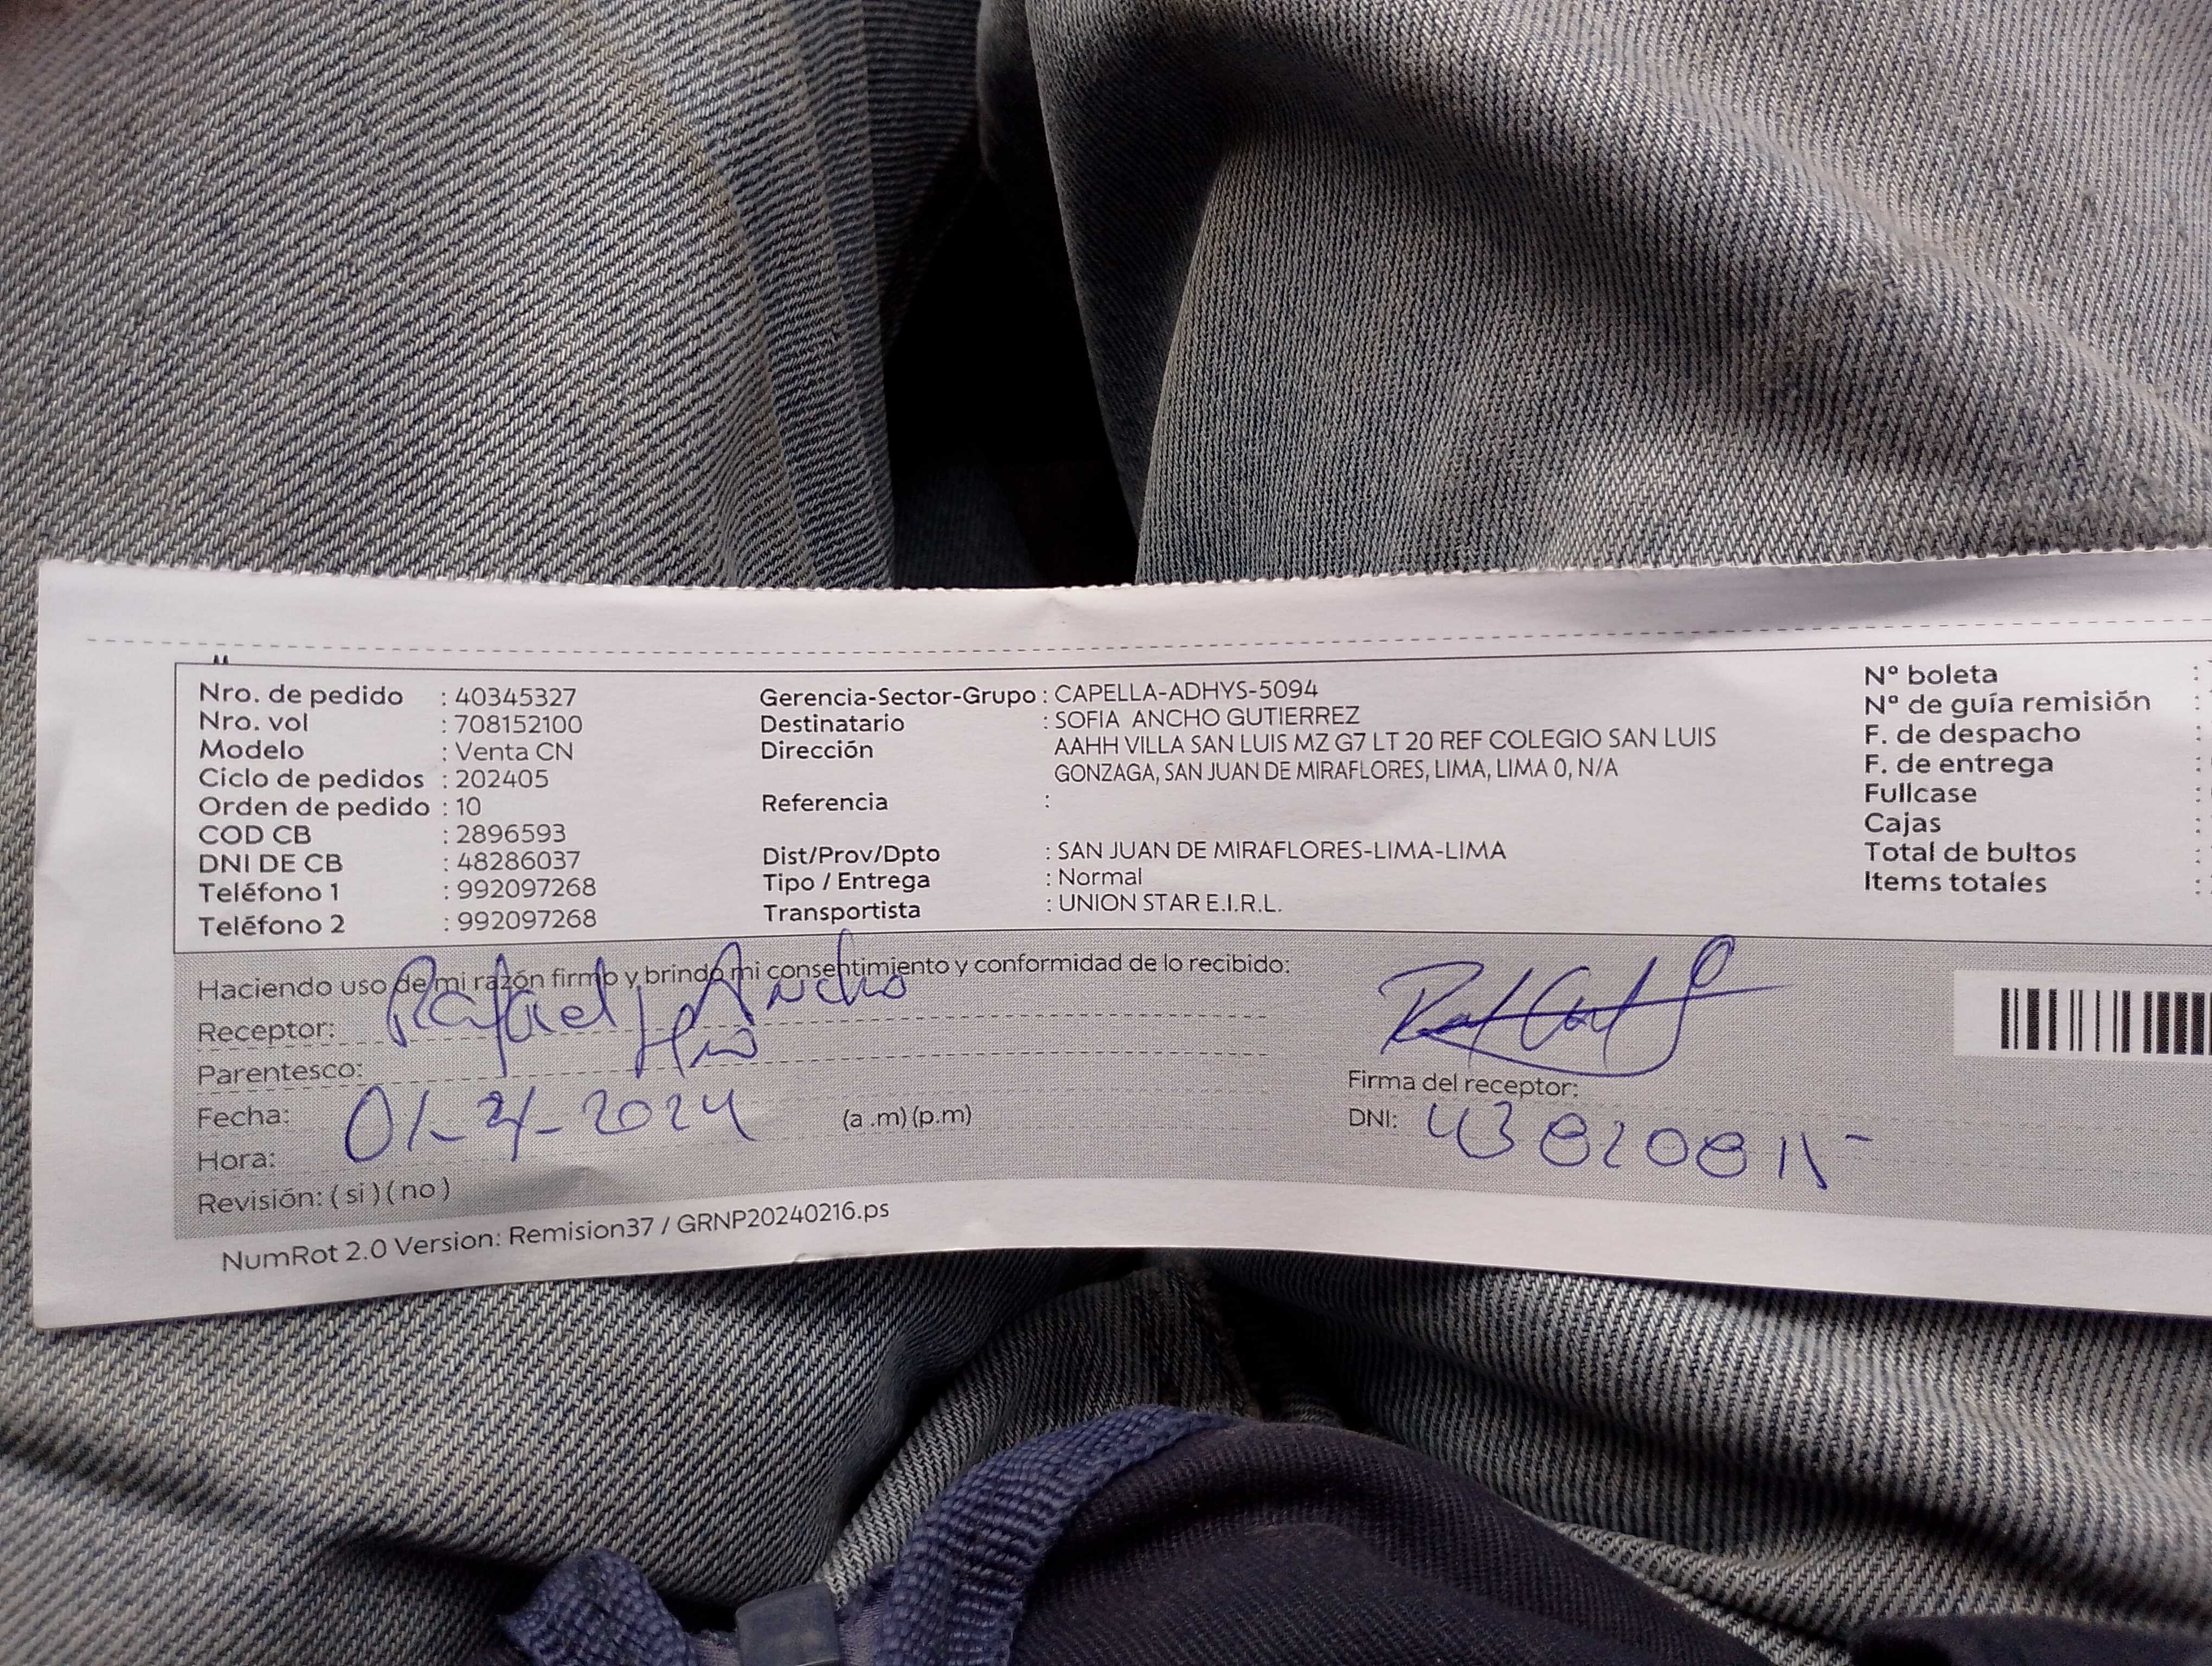 Nro. de pedido : 40345327
Nro. vol : 708152100
Modelo : Venta CN
Ciclo de pedidos : 202405
Orden de pedido : 10
COD CB : 2896593
DNI DE CB : 48286037
Teléfono 1 : 992097268
Teléfono 2 : 992097268
Gerencia-Sector-Grupo : CAPELLA-ADHYS-5094
Destinatario : SOFIA ANCHO GUTIERREZ
Dirección AAHH VILLA SAN LUIS MZ G7 LT 20 REF COLEGIO SAN LUIS
GONZAGA, SAN JUAN DE MIRAFLORES, LIMA, LIMA 0, N/A
Referencia :
Dist/Prov/Dpto : SAN JUAN DE MIRAFLORES-LIMA-LIMA
Tipo / Entrega : Normal
Transportista : UNION STAR E.I.R.L.
Nº boleta :
Nº de guía remisión :
F. de despacho :
F. de entrega :
Fullcase :
Cajas :
Total de bultos :
Items totales :
Haciendo uso de mi razón firmo y brindo mi consentimiento y conformidad de lo recibido:
Receptor: Rafael Ancho
Parentesco:
Fecha: 01-2-2024 (a .m) (p.m)
Hora:
Revisión: ( si ) ( no )
Firma del receptor:
DNI: 438208
NumRot 2.0 Version: Remision37 / GRNP20240216.ps